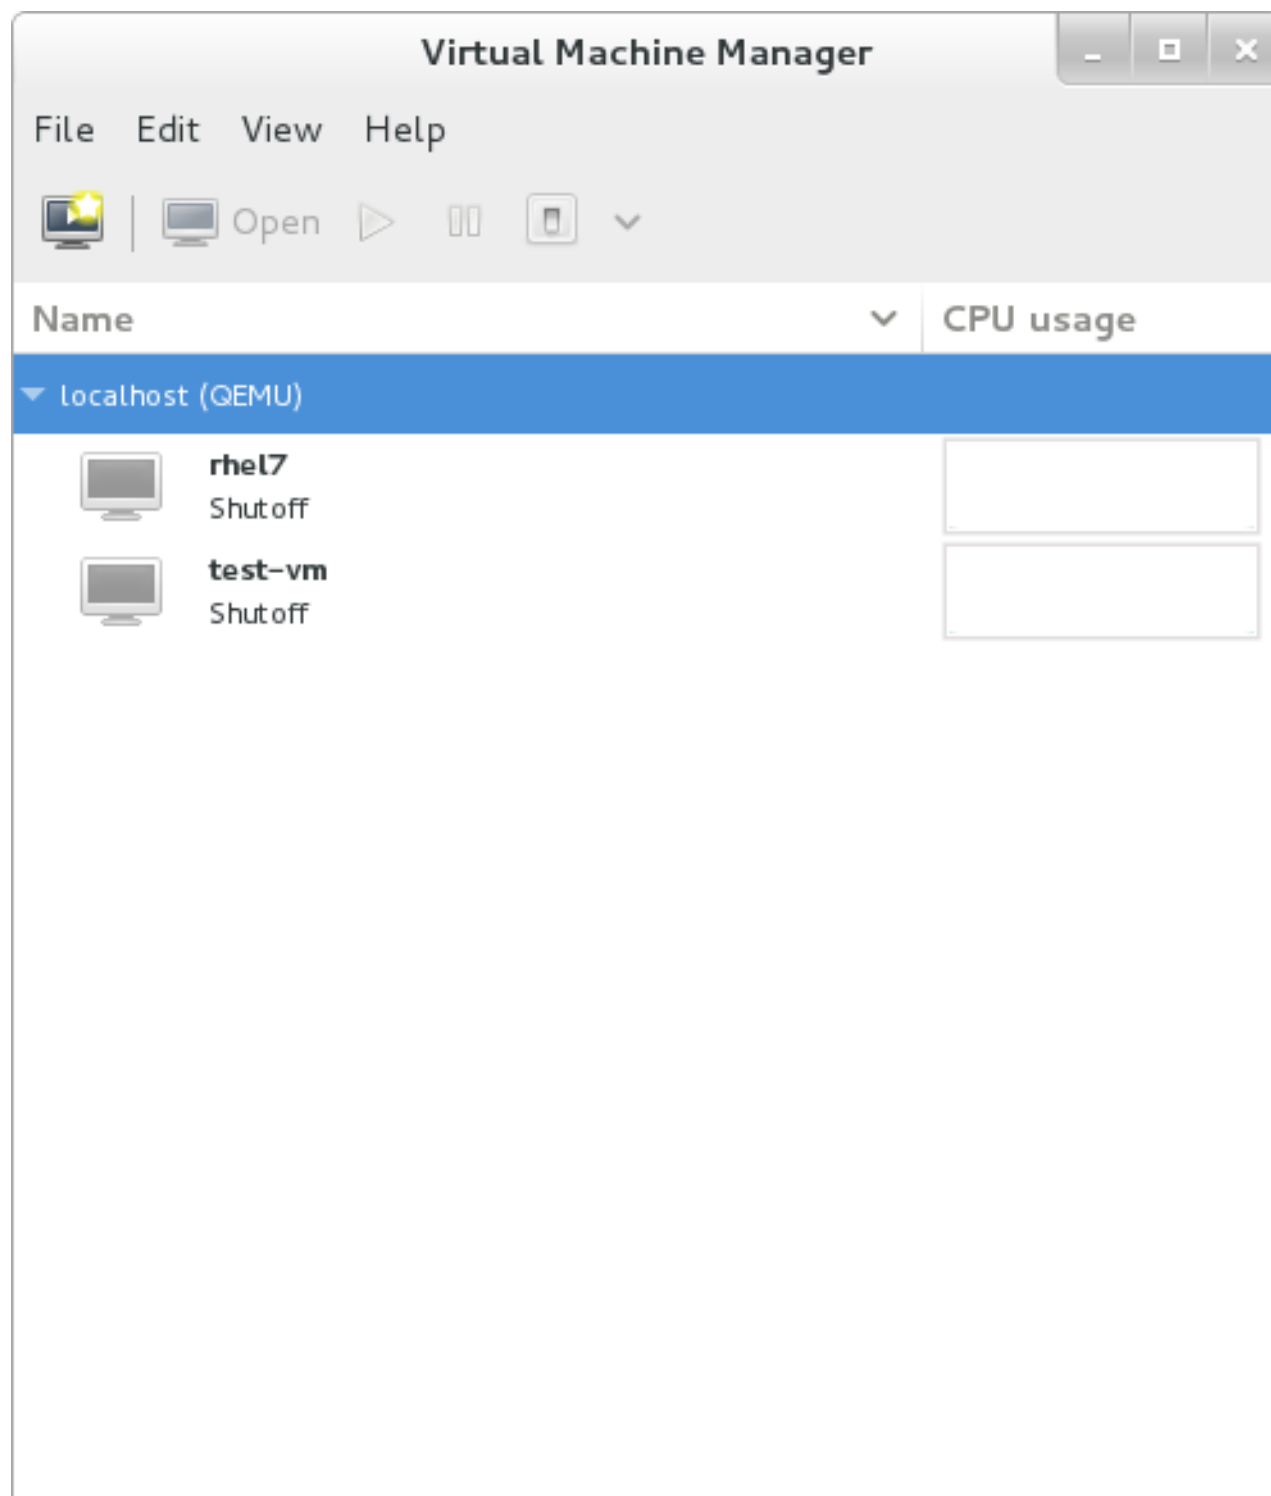 Virtual Machine Manager
File Edit View Help
Open
Name CPU usage
localhost (QEMU)
rhel7
Shutoff
test-vm
Shutoff